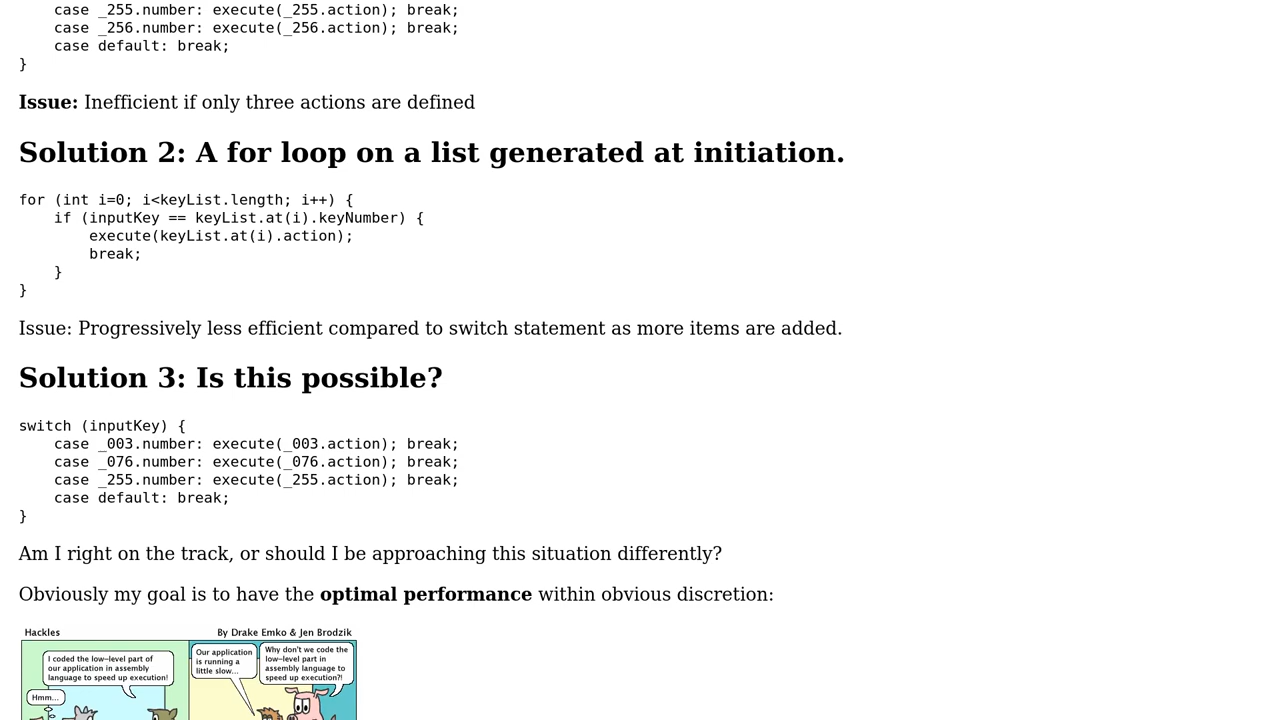 case _255.number: execute(_255.action); break;
    case _256.number: execute(_256.action); break;
    case default: break;
}
Issue: Inefficient if only three actions are defined
Solution 2: A for loop on a list generated at initiation.
for (int i=0; i<keyList.length; i++) {
    if (inputKey == keyList.at(i).keyNumber) {
        execute(keyList.at(i).action);
        break;
    }
}
Issue: Progressively less efficient compared to switch statement as more items are added.
Solution 3: Is this possible?
switch (inputKey) {
    case _003.number: execute(_003.action); break;
    case _076.number: execute(_076.action); break;
    case _255.number: execute(_255.action); break;
    case default: break;
}
Am I right on the track, or should I be approaching this situation differently?
Obviously my goal is to have the optimal performance within obvious discretion:
Hackles
By Drake Emko & Jen Brodzik
I coded the low-level part of
our application in assembly
language to speed up execution!
Hmm...
Our application
is running a
little slow...
Why don't we code the
low-level part in
assembly language to
speed up execution?!